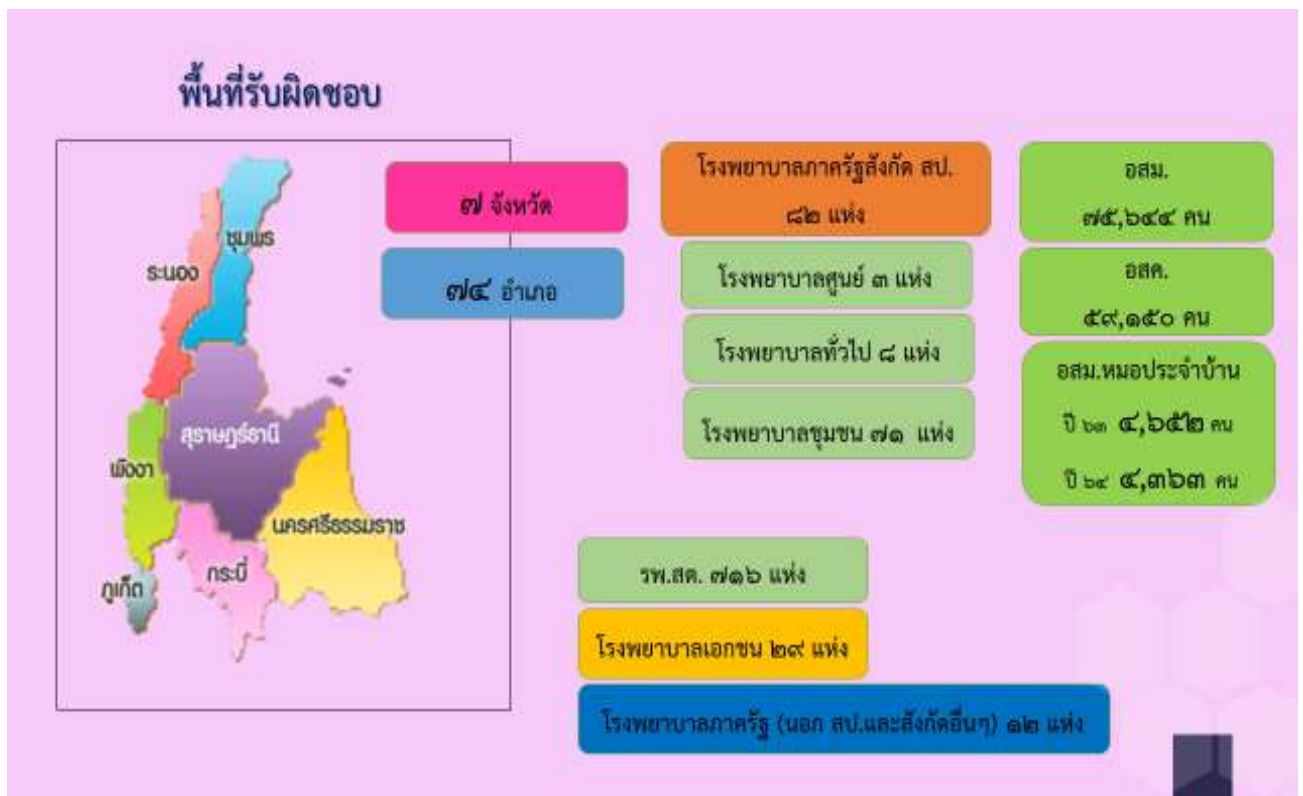 พื้นที่รับผิดชอบ
ชุมพร
ระนอง
สุราษฎร์ธานี
พังงา
นครศรีธรรมราช
กระบี่
ภูเก็ต
๗ จังหวัด
๗๔ อำเภอ
โรงพยาบาลภาครัฐสังกัด สป.
๘๒ แห่ง
โรงพยาบาลศูนย์ ๓ แห่ง
โรงพยาบาลทั่วไป ๘ แห่ง
โรงพยาบาลชุมชน ๗๑ แห่ง
อสม.
๗๕,๖๔๔ คน
อสค.
๕๙,๑๕๐ คน
อสม.หมอประจำบ้าน
ปี ๖๓ ๔,๖๕๒ คน
ปี ๖๔ ๔,๓๖๓ คน
รพ.สต. ๗๑๖ แห่ง
โรงพยาบาลเอกชน ๒๙ แห่ง
โรงพยาบาลภาครัฐ (นอก สป.และสังกัดอื่นๆ) ๑๒ แห่ง